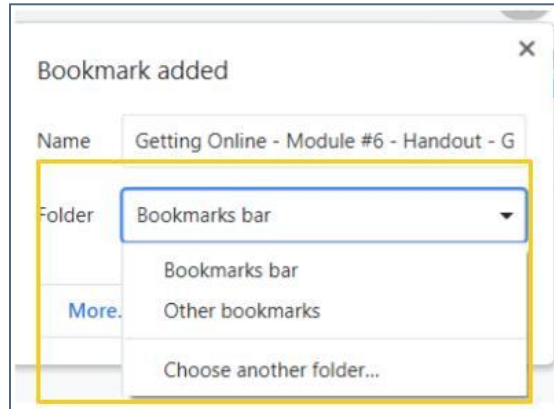 Bookmark added
Name Getting Online - Module #6 - Handout - G
Folder Bookmarks bar
Bookmarks bar
More. Other bookmarks
Choose another folder...